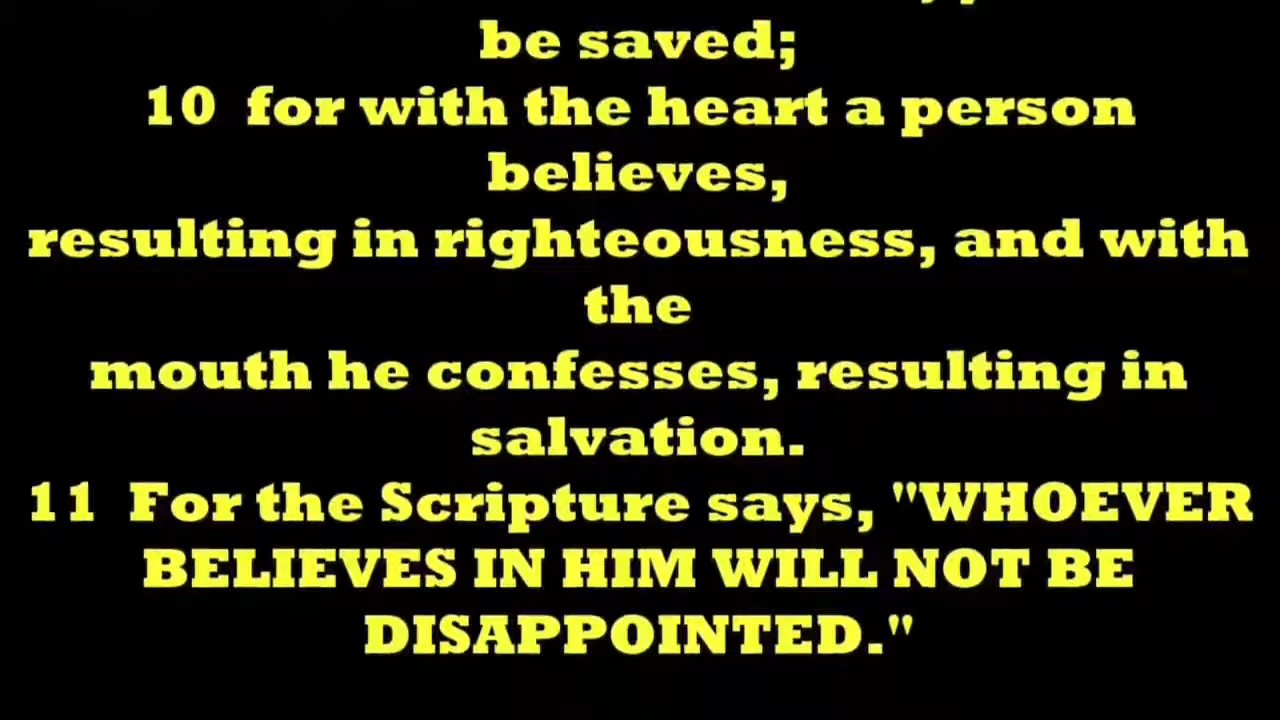 be saved;
10 for with the heart a person
believes,
resulting in righteousness, and with
the
mouth he confesses, resulting in
salvation.
11 For the Scripture says, "WHOEVER
BELIEVES IN HIM WILL NOT BE
DISAPPOINTED."